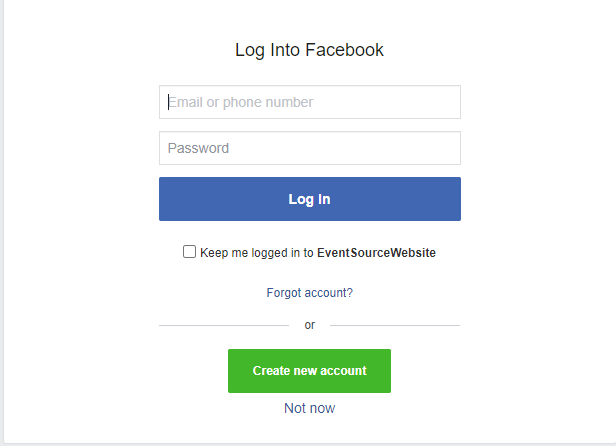 Log Into Facebook
Email or phone number
Password
Log In
Keep me logged in to EventSourceWebsite
Forgot account?
or
Create new account
Not now